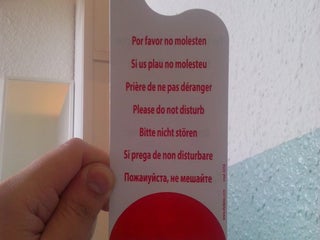 Por favor no molesten
Si us plau no molesteu
Prière de ne pas déranger
Please do not disturb
Bitte nicht stören
Si prega de non disturbare
Пожаиуйста, не мешайте